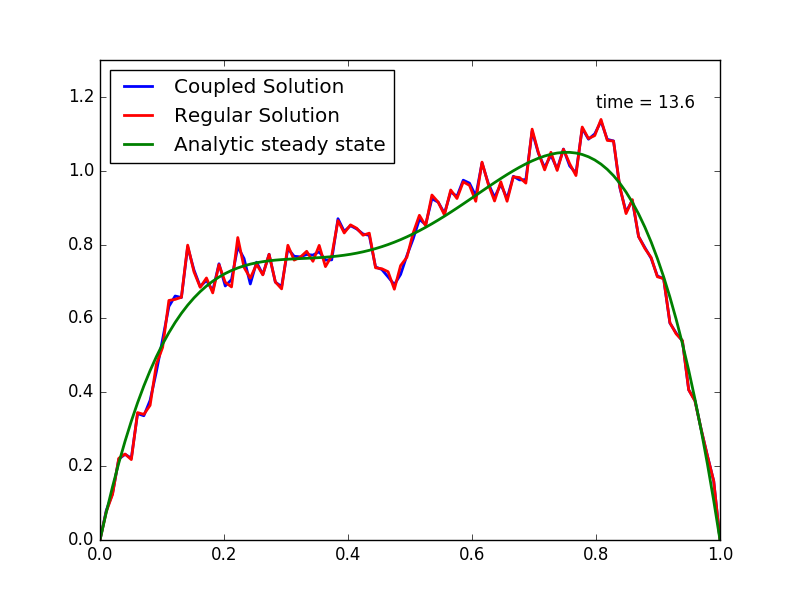 Coupled Solution
Regular Solution
Analytic steady state
time = 13.6
1.2
1.0
0.8
0.6
0.4
0.2
0.0
0.0 0.2 0.4 0.6 0.8 1.0